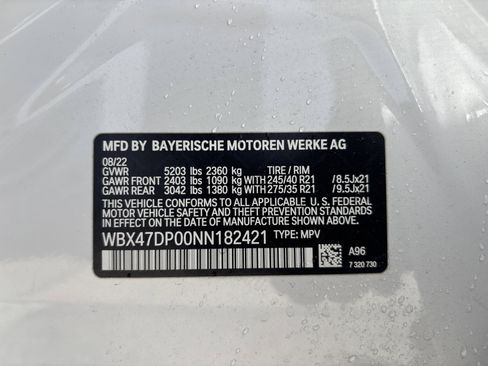 MFD BY BAYERISCHE MOTOREN WERKE AG
08/22
GVWR 5203 lbs 2360 kg TIRE / RIM
GAWR FRONT 2403 lbs 1090 kg WITH 245/40 R21 /8.5Jx21
GAWR REAR 3042 lbs 1380 kg WITH 275/35 R21 /9.5Jx21
THIS VEHICLE CONFORMS TO ALL APPLICABLE U. S. FEDERAL
MOTOR VEHICLE SAFETY, BUMPER, AND THEFT PREVENTION
STANDARDS IN EFFECT ON THE DATE OF MANUFACTURE SHOWN ABOVE.
WBX47DP00NN182421 TYPE: MPV
A96
7 320 730